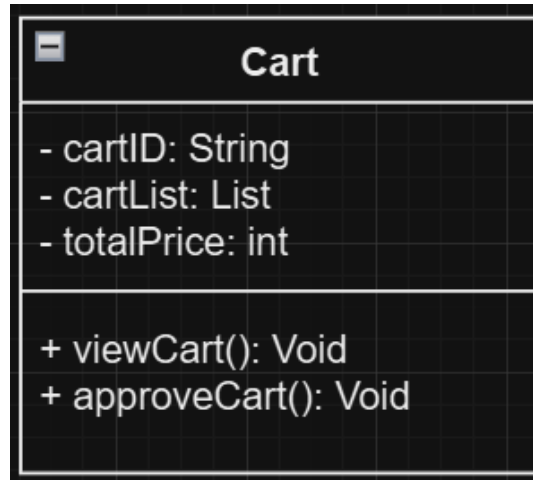 Cart
- cartID: String
- cartList: List
- totalPrice: int
+ viewCart(): Void
+ approveCart(): Void